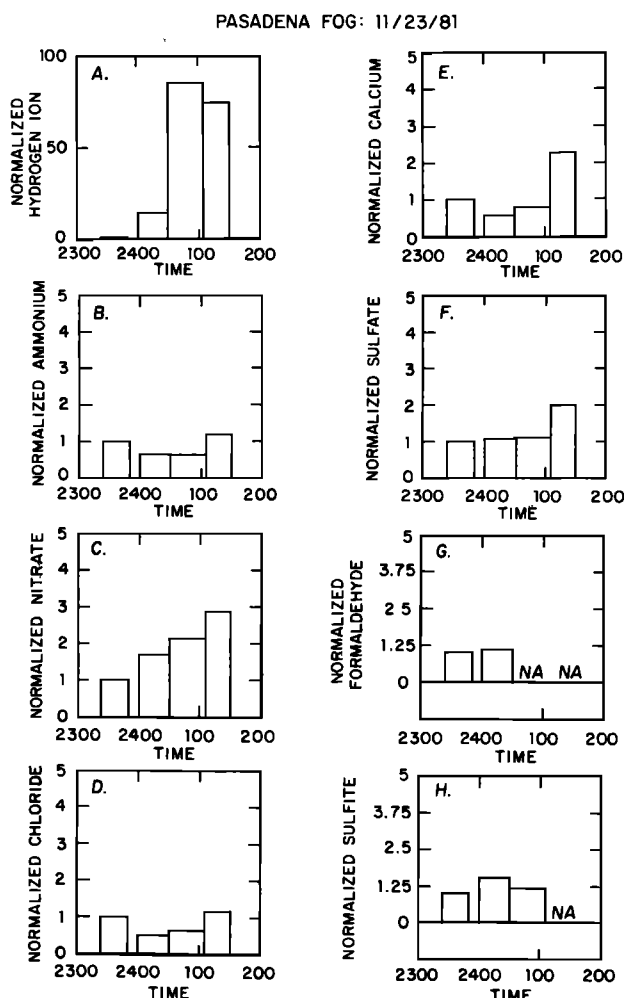 PASADENA FOG: 11/23/81
A.
NORMALIZED
HYDROGEN ION
100
50
0
2300 2400 100 200
TIME
B.
NORMALIZED AMMONIUM
5
4
3
2
1
0
2300 2400 100 200
TIME
C.
NORMALIZED NITRATE
5
4
3
2
1
0
2300 2400 100 200
TIME
D.
NORMALIZED CHLORIDE
5
4
3
2
1
0
2300 2400 100 200
TIME
E.
NORMALIZED CALCIUM
5
4
3
2
1
0
2300 2400 100 200
TIME
F.
NORMALIZED SULFATE
5
4
3
2
1
0
2300 2400 100 200
TIME
G.
NORMALIZED
FORMALDEHYDE
5
3.75
2 5
1.25
0
NA NA
2300 2400 100 200
TIME
H.
NORMALIZED SULFITE
5
3.75
2.5
1.25
0
NA
2300 2400 100 200
TIME